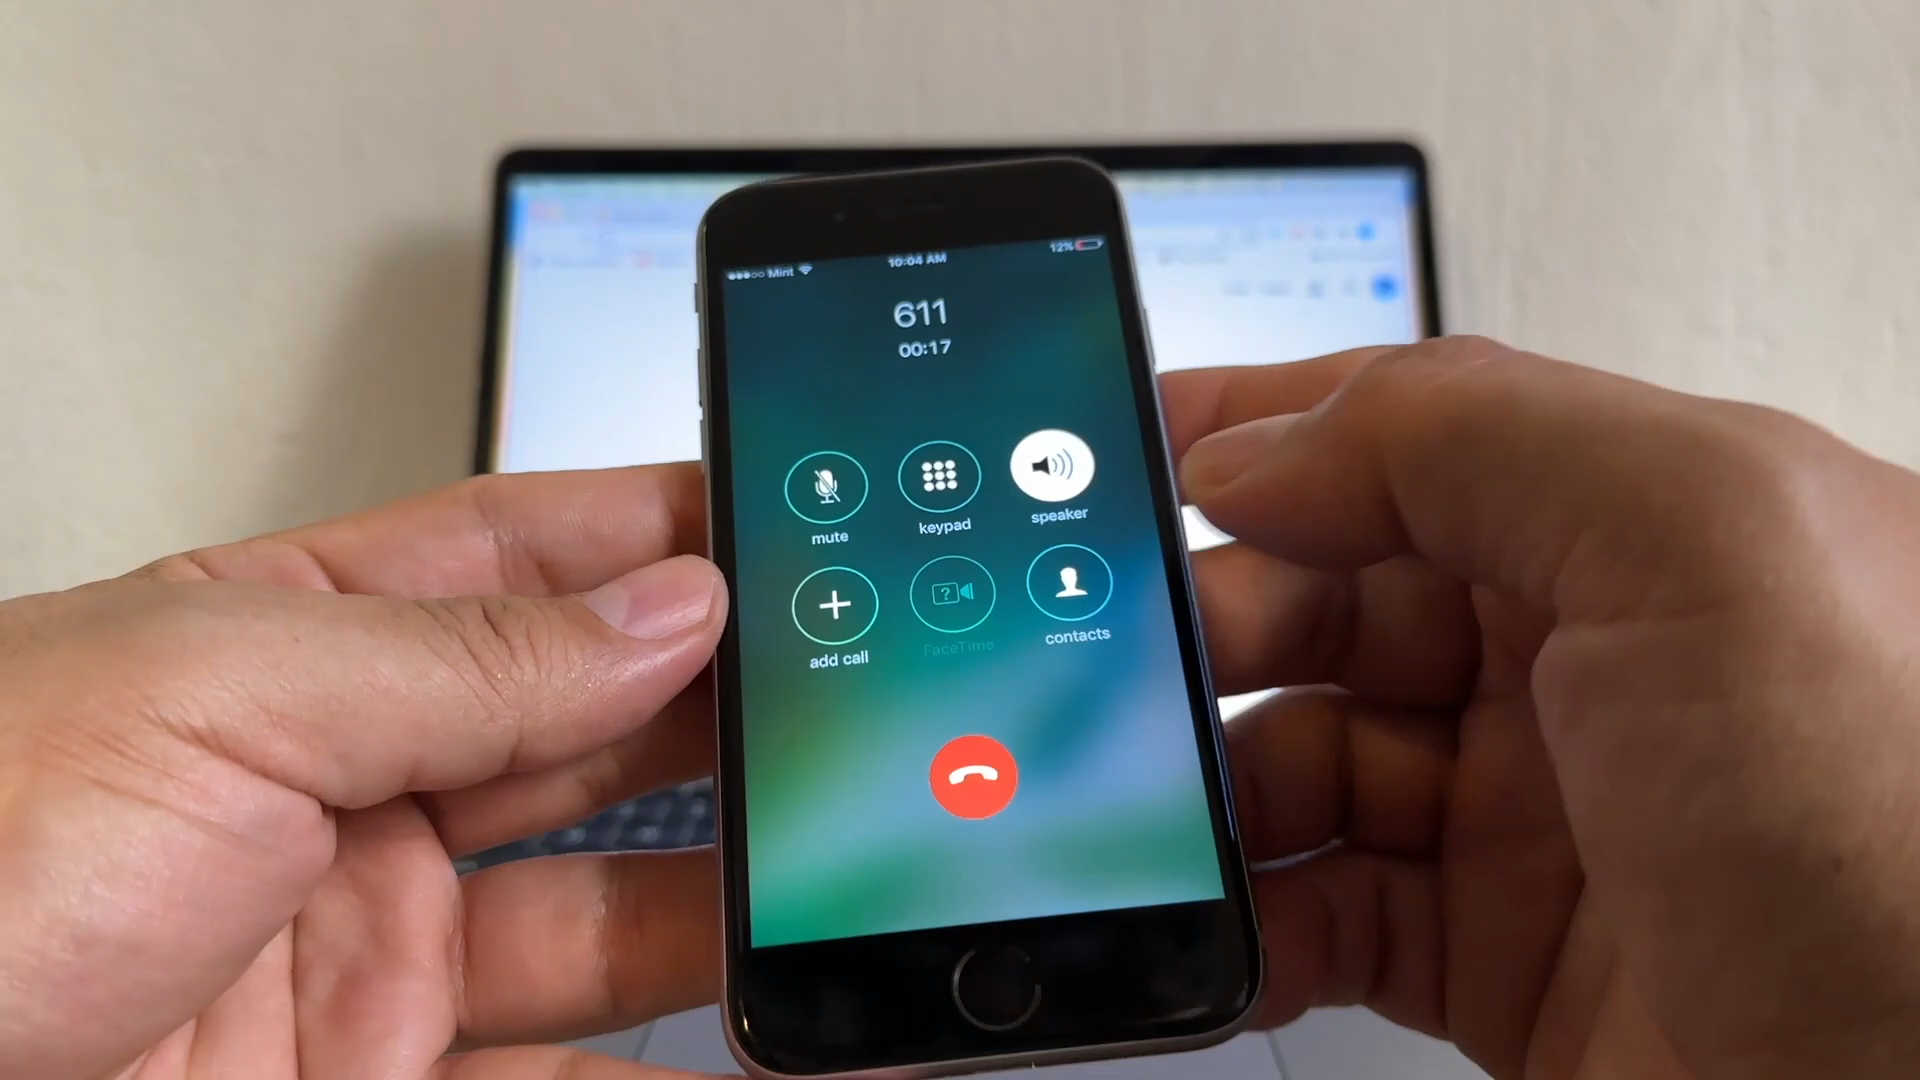 Mint 10:04 AM 12%
611
00:17
mute keypad speaker
add call FaceTime contacts